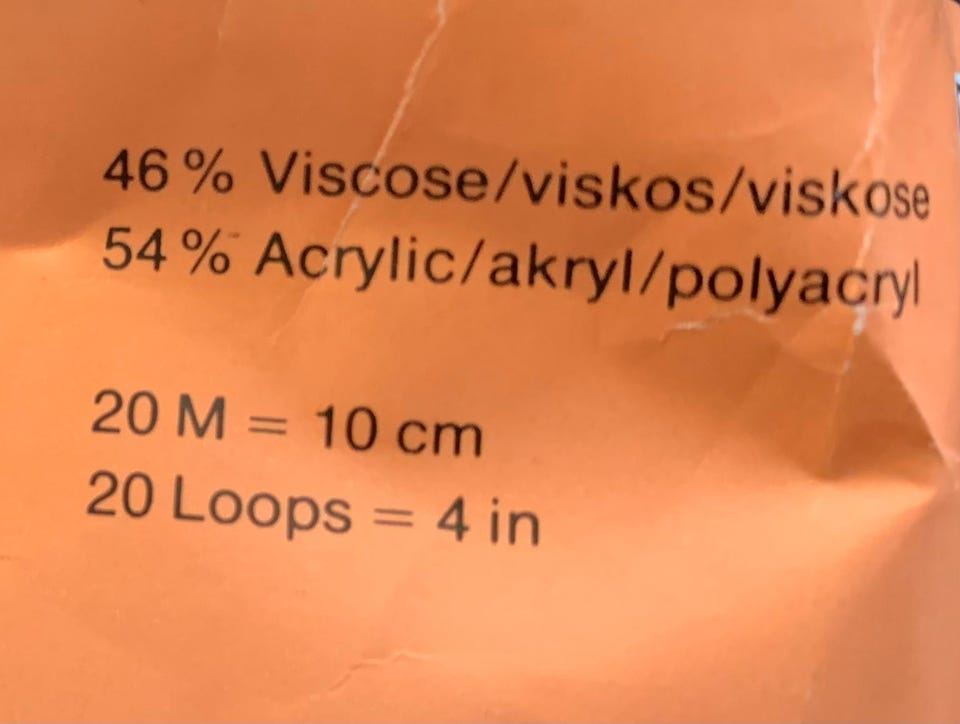 46 % Viscose/viskos/viskose
54 % Acrylic/akryl/polyacryl
20 M = 10 cm
20 Loops = 4 in